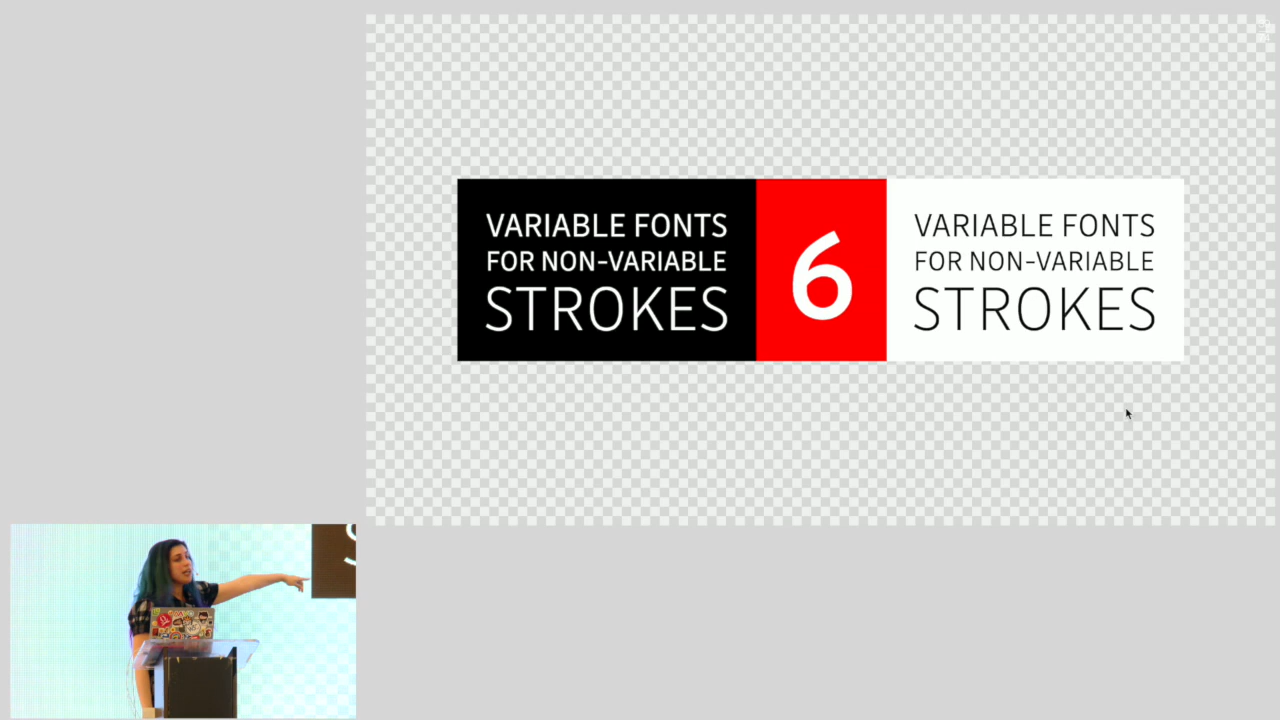 VARIABLE FONTS
FOR NON-VARIABLE
STROKES
6
VARIABLE FONTS
FOR NON-VARIABLE
STROKES
S